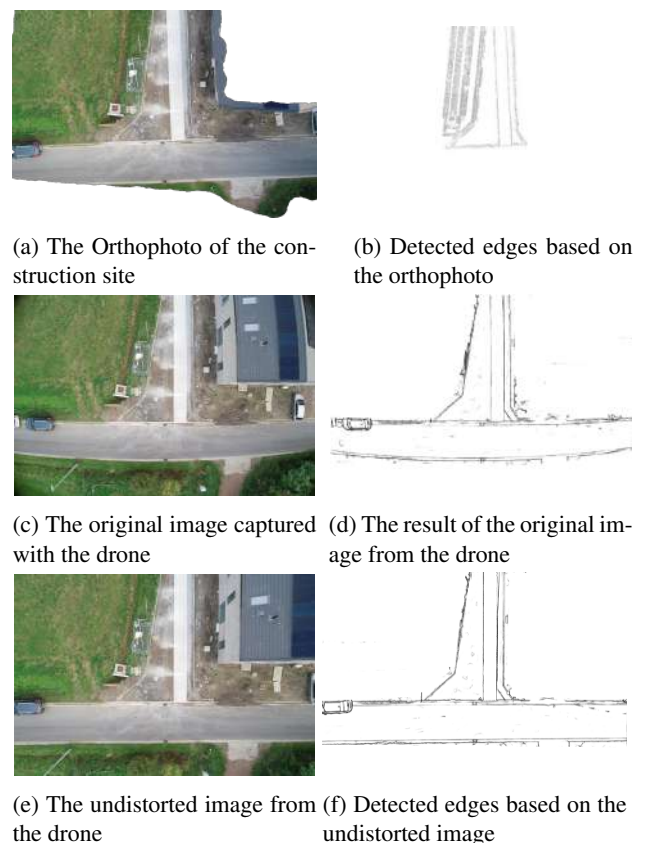 (a) The Orthophoto of the con-
struction site
(b) Detected edges based on
the orthophoto
(c) The original image captured
with the drone
(d) The result of the original im-
age from the drone
(e) The undistorted image from
the drone
(f) Detected edges based on the
undistorted image